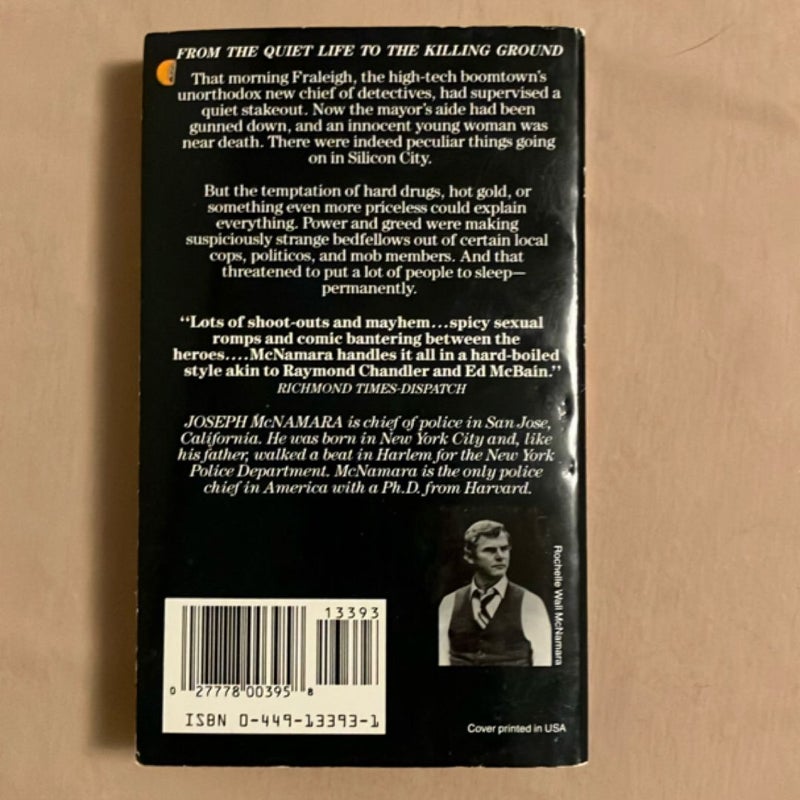 FROM THE QUIET LIFE TO THE KILLING GROUND
That morning Fraleigh, the high-tech boomtown's
unorthodox new chief of detectives, had supervised a
quiet stakeout. Now the mayor's aide had been
gunned down, and an innocent young woman was
near death. There were indeed peculiar things going
on in Silicon City.
But the temptation of hard drugs, hot gold, or
something even more priceless could explain
everything. Power and greed were making
suspiciously strange bedfellows out of certain local
cops, politicos, and mob members. And that
threatened to put a lot of people to sleep—
permanently.
"Lots of shoot-outs and mayhem...spicy sexual
romps and comic bantering between the
heroes....McNamara handles it all in a hard-boiled
style akin to Raymond Chandler and Ed McBain."
RICHMOND TIMES-DISPATCH
JOSEPH McNAMARA is chief of police in San Jose,
California. He was born in New York City and, like
his father, walked a beat in Harlem for the New York
Police Department. McNamara is the only police
chief in America with a Ph.D. from Harvard.
Rochelle Wall McNamara
13393
0 27778 00395 8
ISBN 0-449-13393-1
Cover printed in USA